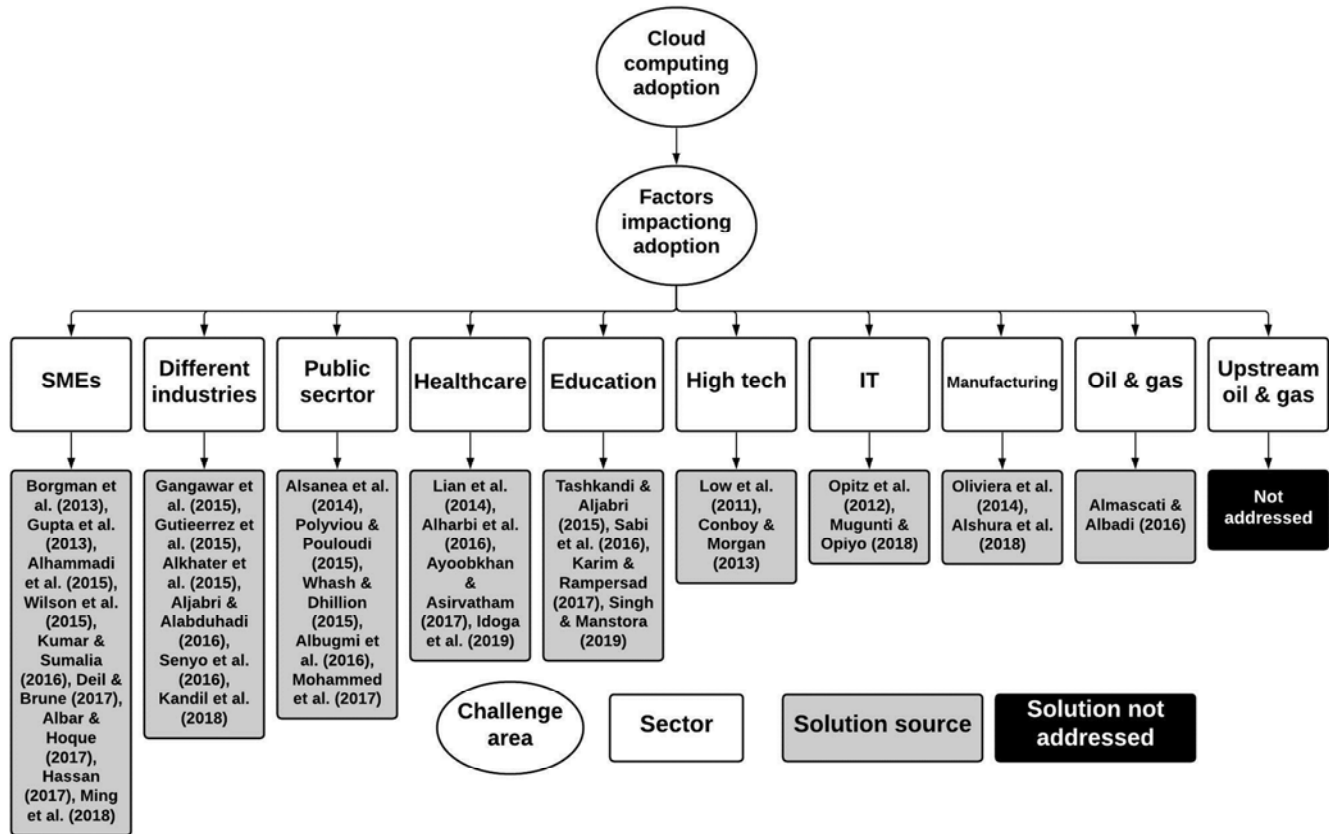 Cloud
computing
adoption
Factors
impactiong
adoption
SMEs
Different
industries
Public
secrtor
Healthcare
Education
High tech
IT
Manufacturing
Oil & gas
Upstream
oil & gas
Borgman et
al. (2013),
Gupta et al.
(2013),
Alhammadi
et al. (2015),
Wilson et al.
(2015),
Kumar &
Sumalia
(2016), Deil &
Brune (2017),
Albar &
Hoque
(2017),
Hassan
(2017), Ming
et al. (2018)
Gangawar et
al. (2015),
Gutieerrez et
al. (2015),
Alkhater et
al. (2015),
Aljabri &
Alabduhadi
(2016),
Senyo et al.
(2016),
Kandil et al.
(2018)
Alsanea et al.
(2014),
Polyviou &
Pouloudi
(2015),
Whash &
Dhillion
(2015),
Albugmi et
al. (2016),
Mohammed
et al. (2017)
Lian et al.
(2014),
Alharbi et al.
(2016),
Ayoobkhan
&
Asirvatham
(2017), Idoga
et al. (2019)
Tashkandi &
Aljabri
(2015), Sabi
et al. (2016),
Karim &
Rampersad
(2017), Singh
& Manstora
(2019)
Low et al.
(2011),
Conboy &
Morgan
(2013)
Opitz et al.
(2012),
Mugunti &
Opiyo (2018)
Oliviera et al.
(2014),
Alshura et al.
(2018)
Almascati &
Albadi (2016)
Not
addressed
Challenge
area
Sector
Solution source
Solution not
addressed